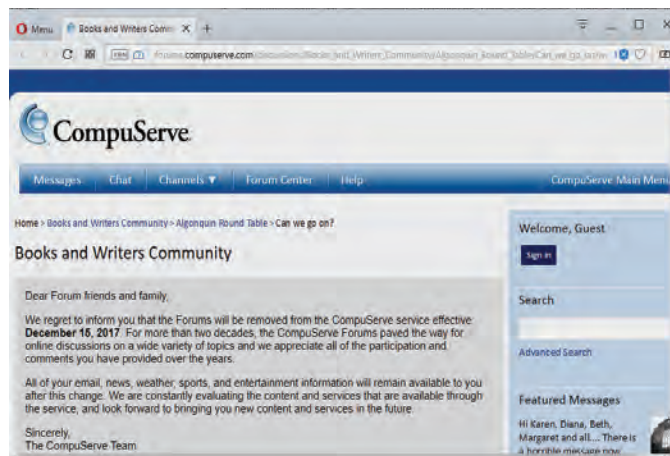 Menu
Books and Writers Comm
forums.compuserve.com
CompuServe
Messages Chat Channels ▼ Forum Center Help CompuServe Main Menu
Home > Books and Writers Community > Algonquin Round Table > Can we go on?
Books and Writers Community
Welcome, Guest
Sign in
Dear Forum friends and family,
We regret to inform you that the Forums will be removed from the CompuServe service effective
December 15, 2017. For more than two decades, the CompuServe Forums paved the way for
online discussions on a wide variety of topics and we appreciate all of the participation and
comments you have provided over the years.
All of your email, news, weather, sports, and entertainment information will remain available to you
after this change. We are constantly evaluating the content and services that are available through
the service, and look forward to bringing you new content and services in the future.
Sincerely,
The CompuServe Team
Search
Advanced Search
Featured Messages
Hi Karen, Diana, Beth,
Margaret and all.... There is
a horrible message now